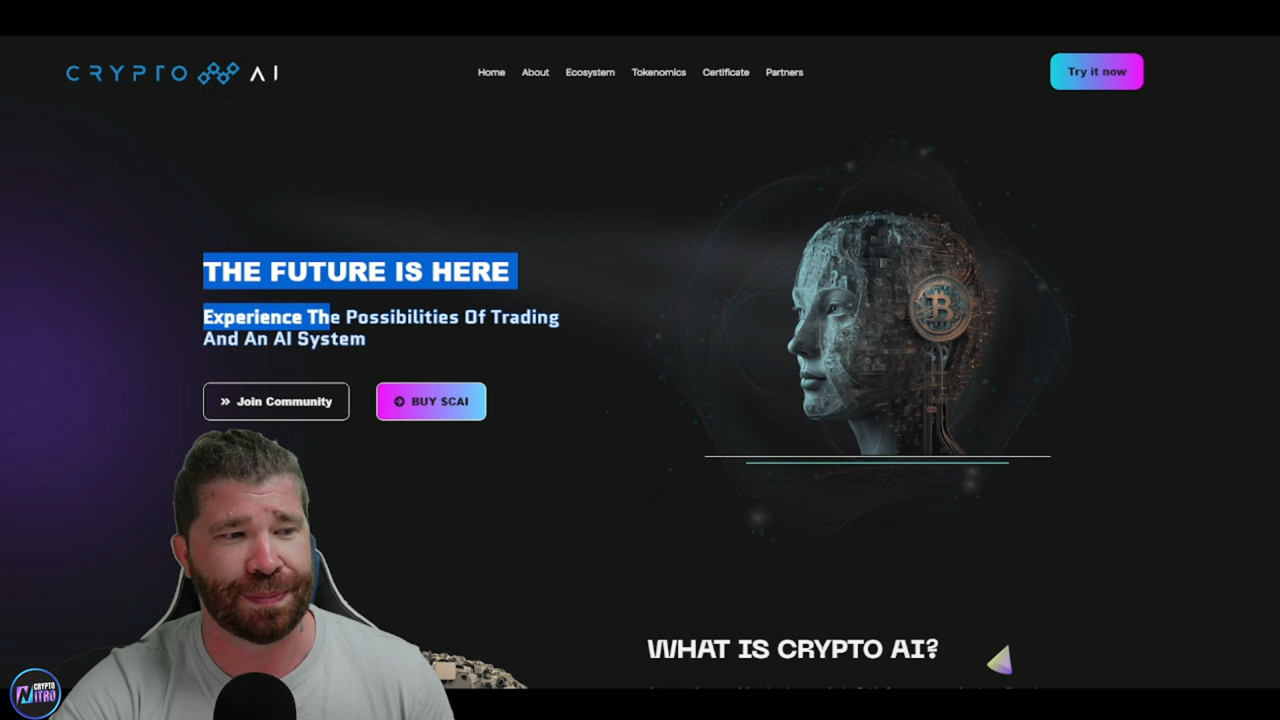 CRYPTO AI
Home About Ecosystem Tokenomics Certificate Partners
Try it now
THE FUTURE IS HERE
Experience The Possibilities Of Trading
And An AI System
Join Community
BUY SCAI
WHAT IS CRYPTO AI?
CRYPTO
NITRO